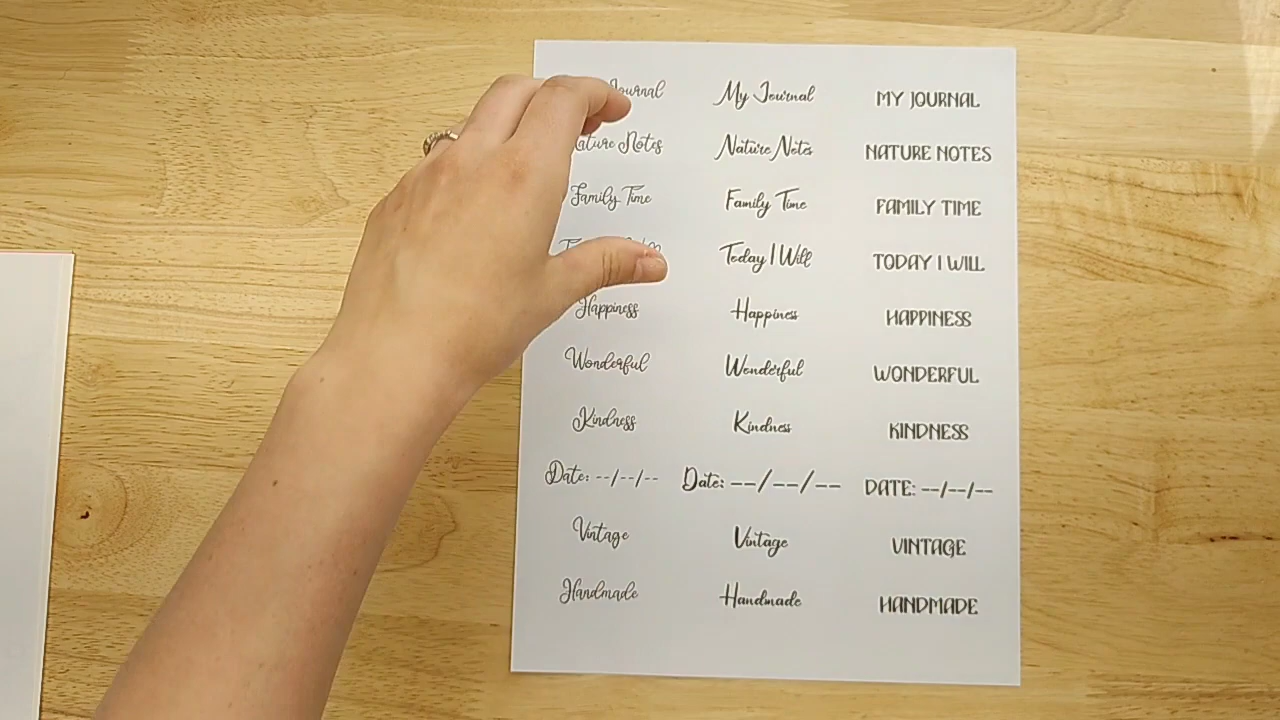 Journal My Journal MY JOURNAL
Notes Nature Notes NATURE NOTES
Family Time Family Time FAMILY TIME
Today I Will TODAY I WILL
Happiness Happiness HAPPINESS
Wonderful Wonderful WONDERFUL
Kindness Kindness KINDNESS
Date: --/--/-- Date: --/--/-- DATE: --/--/--
Vintage Vintage VINTAGE
Handmade Handmade HANDMADE